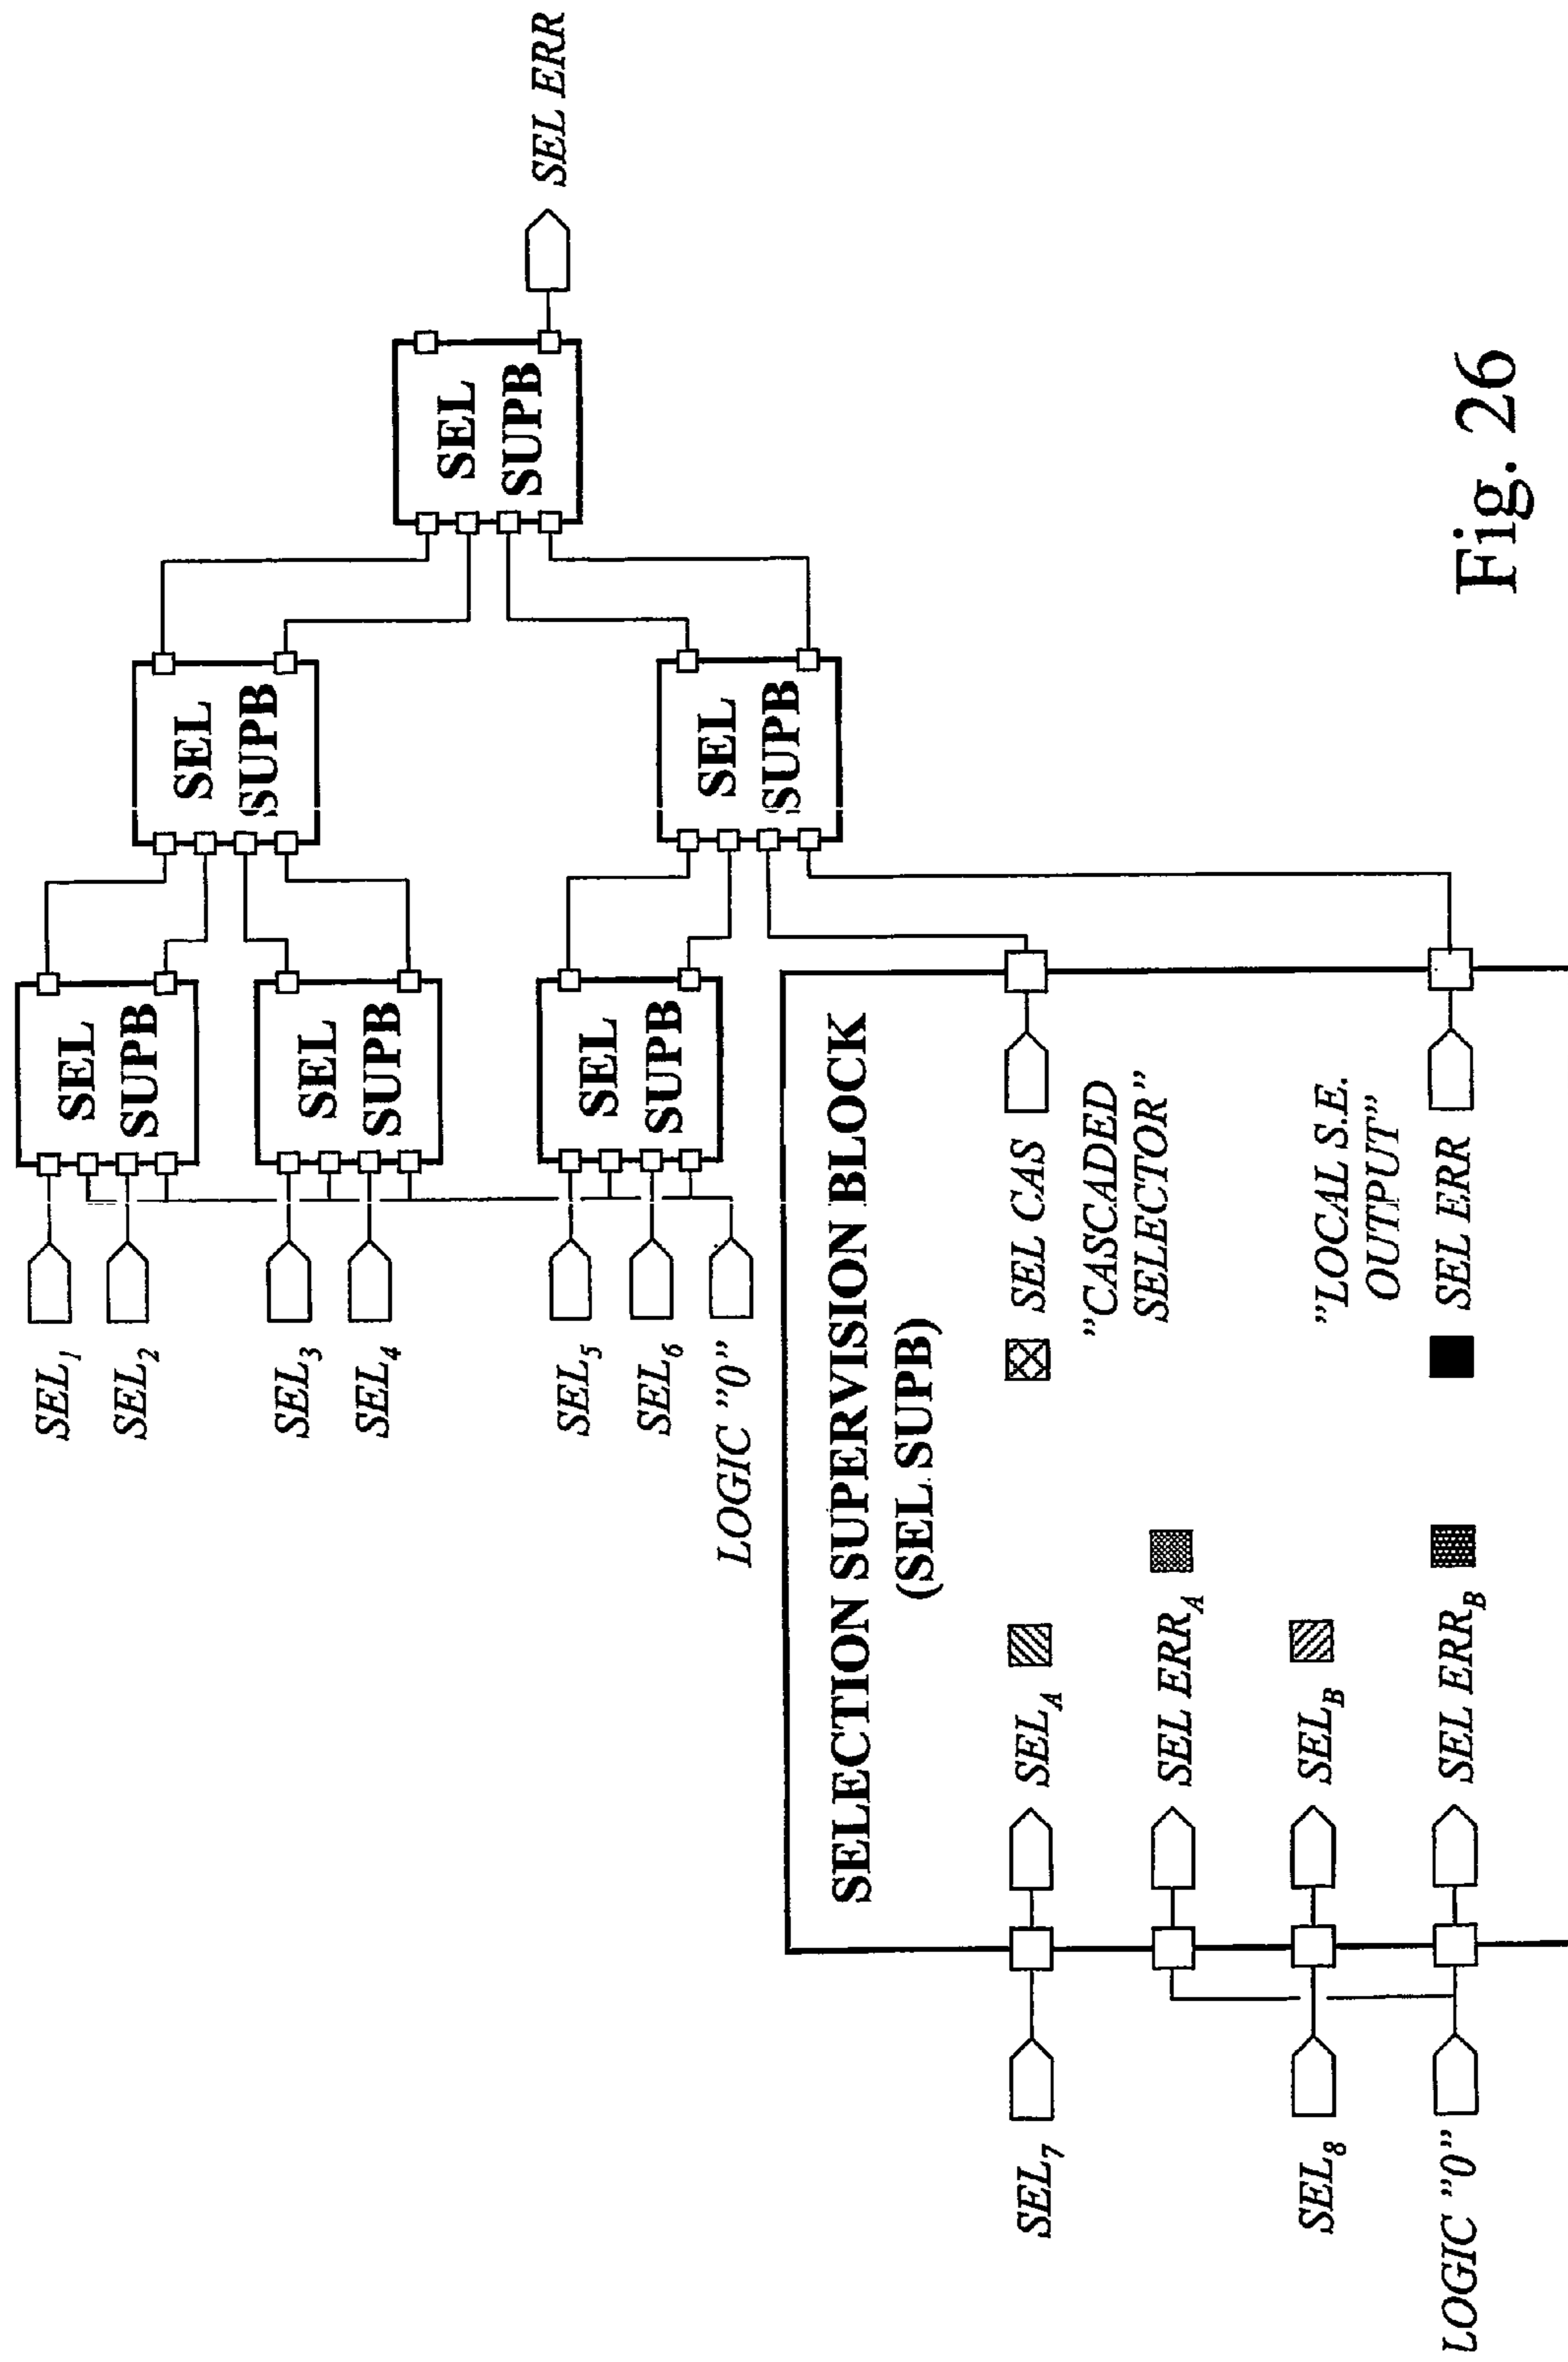 SEL1
SEL2
SEL3
SEL4
SEL5
SEL6
LOGIC "0"
SEL
SUPB
SEL
SUPB
SEL
SUPB
SEL
SUPB
SEL
SUPB
SEL
SUPB
SEL ERR
SELECTION SUPERVISION BLOCK
(SEL SUPB)
SEL7
SEL8
LOGIC "0"
SELA
SEL ERRA
SELB
SEL ERRB
SEL CAS
"CASCADED
SELECTOR"
"LOCAL S.E.
OUTPUT"
SEL ERR
Fig. 26